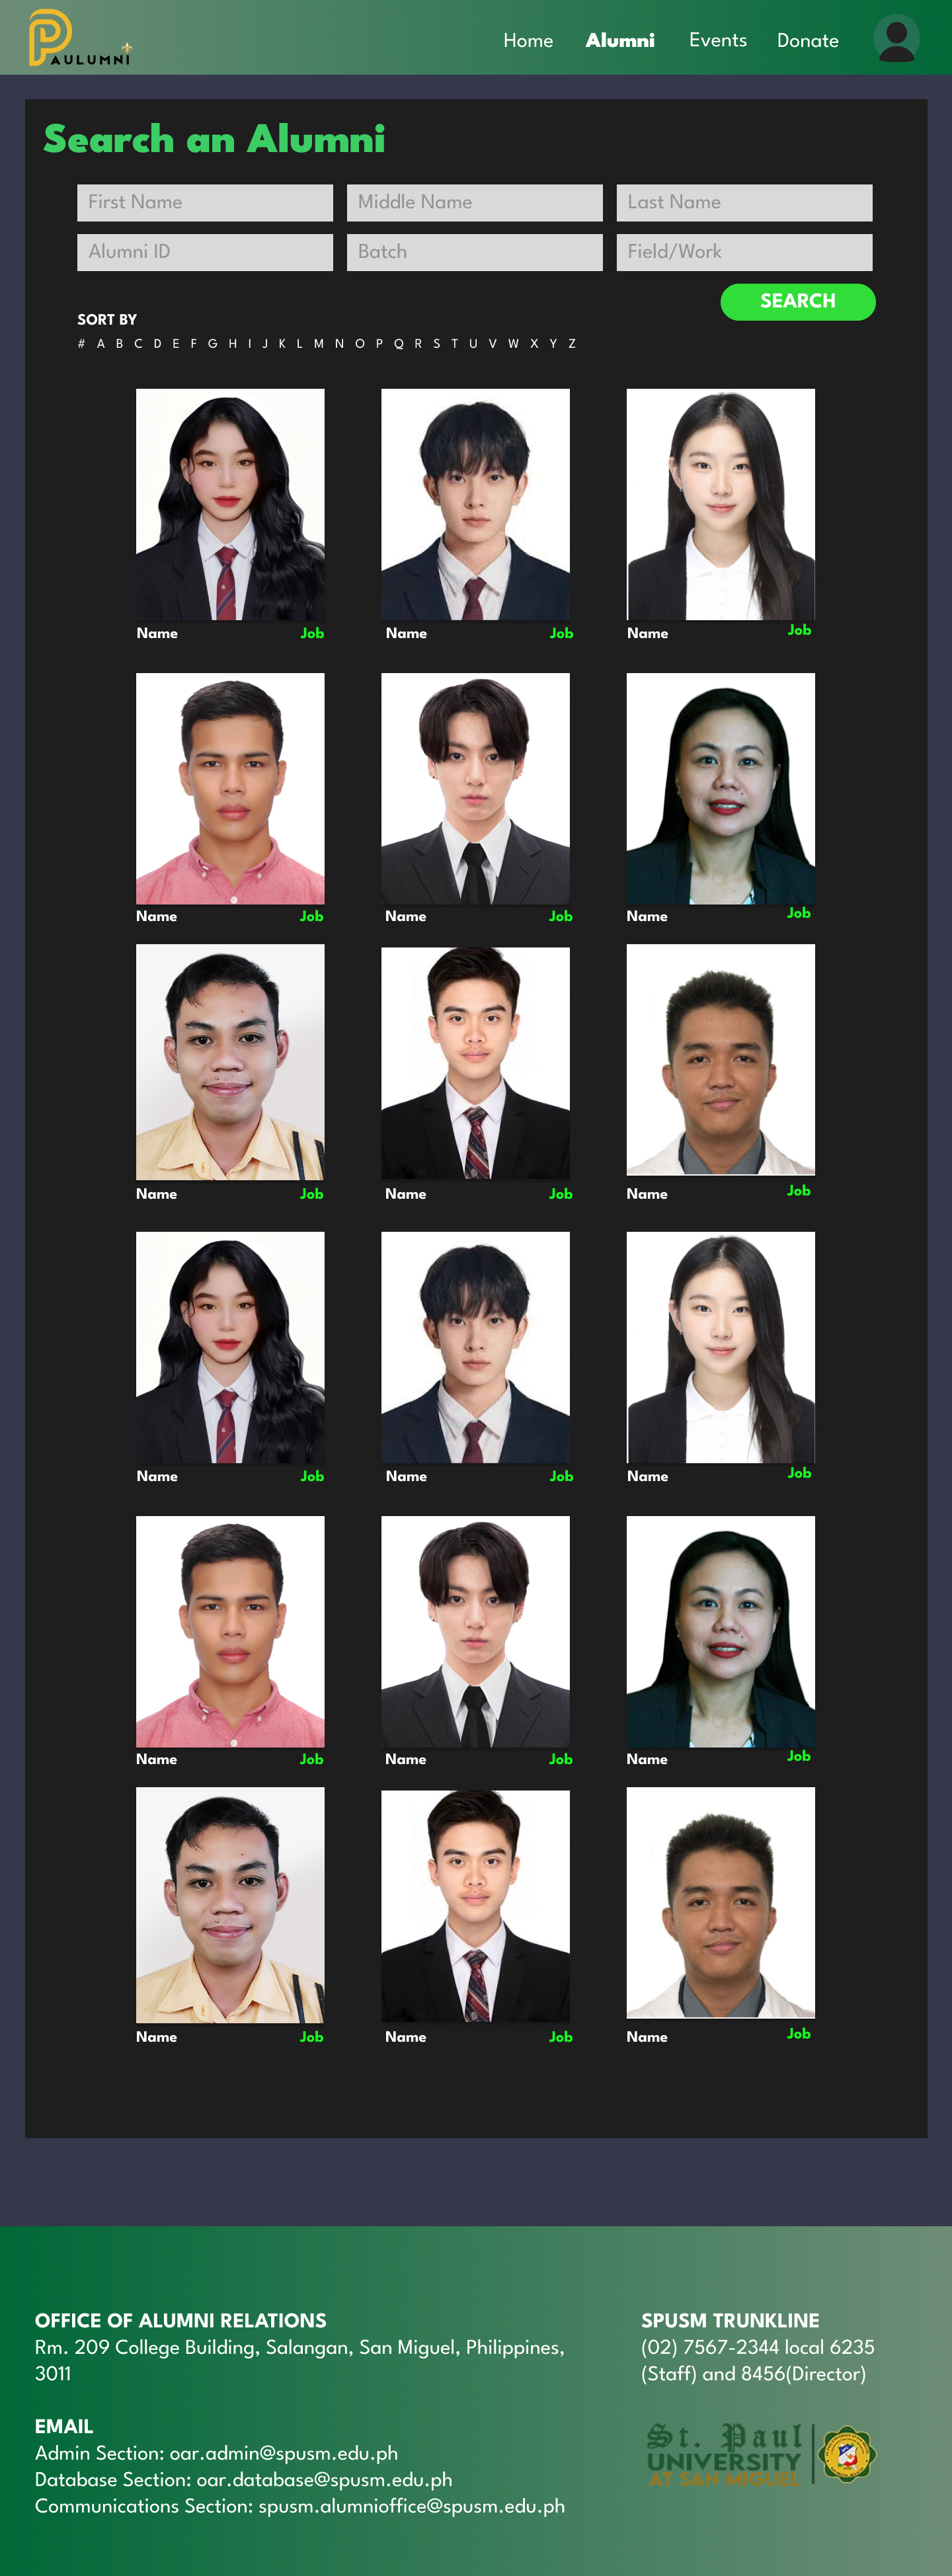 PAULUMNI
Home Alumni Events Donate
Search an Alumni
First Name Middle Name Last Name
Alumni ID Batch Field/Work
SEARCH
SORT BY
# A B C D E F G H I J K L M N O P Q R S T U V W X Y Z
Name Job Name Job Name Job
Name Job Name Job Name Job
Name Job Name Job Name Job
Name Job Name Job Name Job
Name Job Name Job Name Job
Name Job Name Job Name Job
OFFICE OF ALUMNI RELATIONS
Rm. 209 College Building, Salangan, San Miguel, Philippines,
3011
EMAIL
Admin Section: oar.admin@spusm.edu.ph
Database Section: oar.database@spusm.edu.ph
Communications Section: spusm.alumnioffice@spusm.edu.ph
SPUSM TRUNKLINE
(02) 7567-2344 local 6235
(Staff) and 8456(Director)
St. Paul
UNIVERSITY
AT SAN MIGUEL